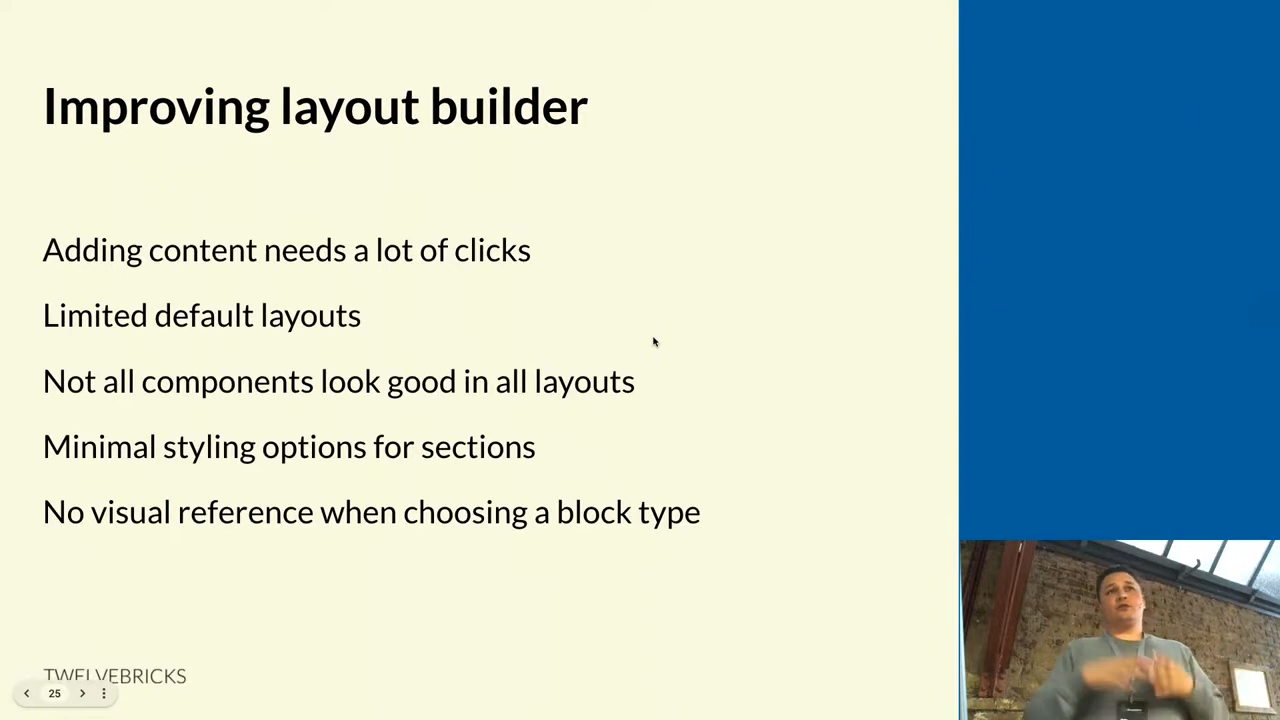 Improving layout builder
Adding content needs a lot of clicks
Limited default layouts
Not all components look good in all layouts
Minimal styling options for sections
No visual reference when choosing a block type
TWELVEBRICKS
25